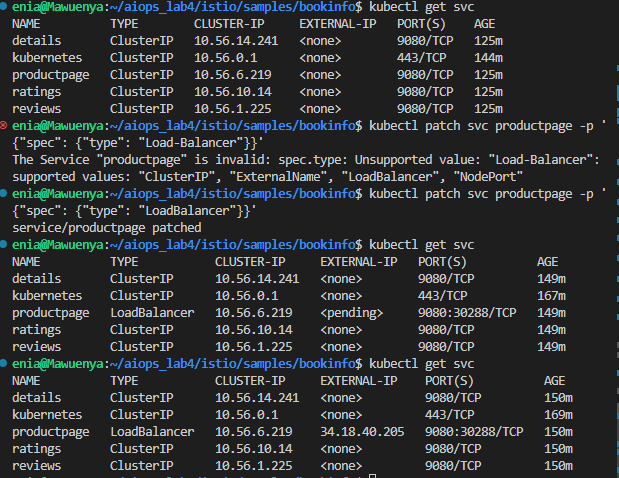 enia@Mawuenya:~/aiops_lab4/istio/samples/bookinfo$ kubectl get svc
NAME TYPE CLUSTER-IP EXTERNAL-IP PORT(S) AGE
details ClusterIP 10.56.14.241 <none> 9080/TCP 125m
kubernetes ClusterIP 10.56.0.1 <none> 443/TCP 144m
productpage ClusterIP 10.56.6.219 <none> 9080/TCP 125m
ratings ClusterIP 10.56.10.14 <none> 9080/TCP 125m
reviews ClusterIP 10.56.1.225 <none> 9080/TCP 125m
enia@Mawuenya:~/aiops_lab4/istio/samples/bookinfo$ kubectl patch svc productpage -p '
{"spec": {"type": "Load-Balancer"}}'
The Service "productpage" is invalid: spec.type: Unsupported value: "Load-Balancer":
supported values: "ClusterIP", "ExternalName", "LoadBalancer", "NodePort"
enia@Mawuenya:~/aiops_lab4/istio/samples/bookinfo$ kubectl patch svc productpage -p '
{"spec": {"type": "LoadBalancer"}}'
service/productpage patched
enia@Mawuenya:~/aiops_lab4/istio/samples/bookinfo$ kubectl get svc
NAME TYPE CLUSTER-IP EXTERNAL-IP PORT(S) AGE
details ClusterIP 10.56.14.241 <none> 9080/TCP 149m
kubernetes ClusterIP 10.56.0.1 <none> 443/TCP 167m
productpage LoadBalancer 10.56.6.219 <pending> 9080:30288/TCP 149m
ratings ClusterIP 10.56.10.14 <none> 9080/TCP 149m
reviews ClusterIP 10.56.1.225 <none> 9080/TCP 149m
enia@Mawuenya:~/aiops_lab4/istio/samples/bookinfo$ kubectl get svc
NAME TYPE CLUSTER-IP EXTERNAL-IP PORT(S) AGE
details ClusterIP 10.56.14.241 <none> 9080/TCP 150m
kubernetes ClusterIP 10.56.0.1 <none> 443/TCP 169m
productpage LoadBalancer 10.56.6.219 34.18.40.205 9080:30288/TCP 150m
ratings ClusterIP 10.56.10.14 <none> 9080/TCP 150m
reviews ClusterIP 10.56.1.225 <none> 9080/TCP 150m